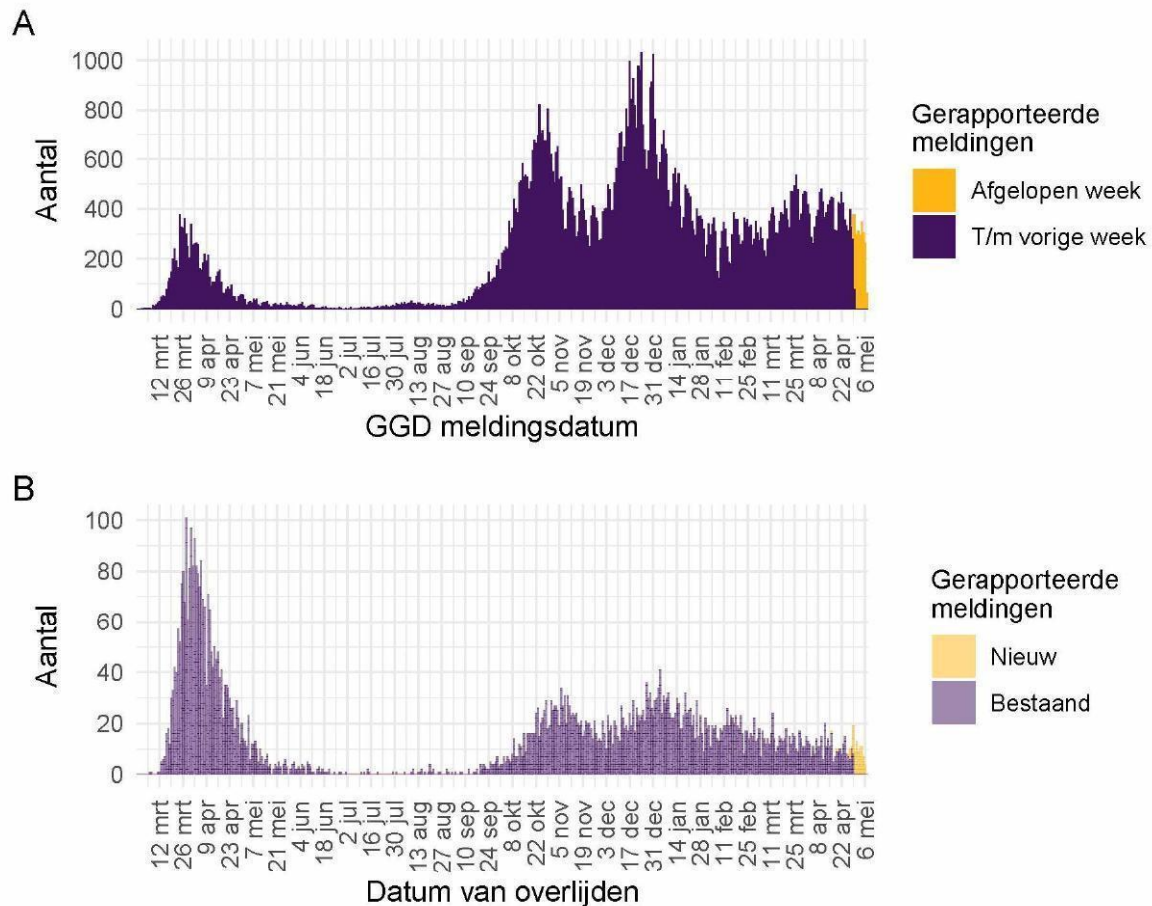 A
Aantal
1000
800
600
400
200
0
12 mrt
26 mrt
9 apr
23 apr
7 mei
21 mei
4 jun
18 jun
2 jul
16 jul
30 jul
13 aug
27 aug
10 sep
24 sep
8 okt
22 okt
5 nov
19 nov
3 dec
17 dec
31 dec
14 jan
28 jan
11 feb
25 feb
11 mrt
25 mrt
8 apr
22 apr
6 mei
GGD meldingsdatum
Gerapporteerde
meldingen
Afgelopen week
T/m vorige week
B
Aantal
100
80
60
40
20
0
12 mrt
26 mrt
9 apr
23 apr
7 mei
21 mei
4 jun
18 jun
2 jul
16 jul
30 jul
13 aug
27 aug
10 sep
24 sep
8 okt
22 okt
5 nov
19 nov
3 dec
17 dec
31 dec
14 jan
28 jan
11 feb
25 feb
11 mrt
25 mrt
8 apr
22 apr
6 mei
Datum van overlijden
Gerapporteerde
meldingen
Nieuw
Bestaand